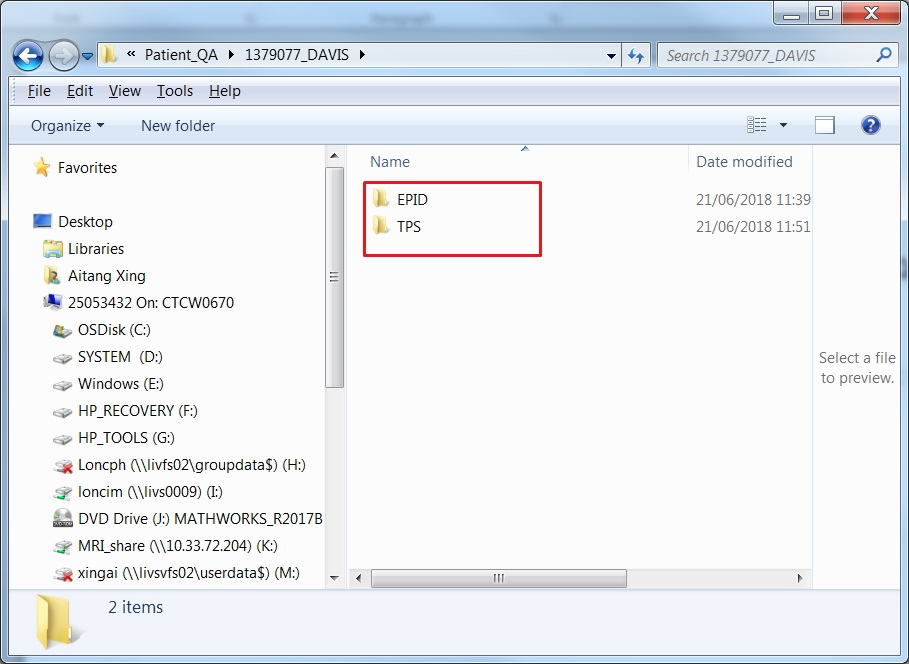 « Patient_QA 1379077_DAVIS
Search 1379077_DAVIS
File Edit View Tools Help
Organize New folder
Favorites
Desktop
Libraries
Aitang Xing
25053432 On: CTCW0670
OSDisk (C:)
SYSTEM (D:)
Windows (E:)
HP_RECOVERY (F:)
HP_TOOLS (G:)
Loncph (\\livfs02\groupdata$) (H:)
loncim (\\livs0009) (I:)
DVD Drive (J:) MATHWORKS_R2017B
MRI_share (\\10.33.72.204) (K:)
xingai (\\livsvfs02\userdata$) (M:)
Name Date modified
EPID 21/06/2018 11:39
TPS 21/06/2018 11:51
Select a file
to preview.
2 items